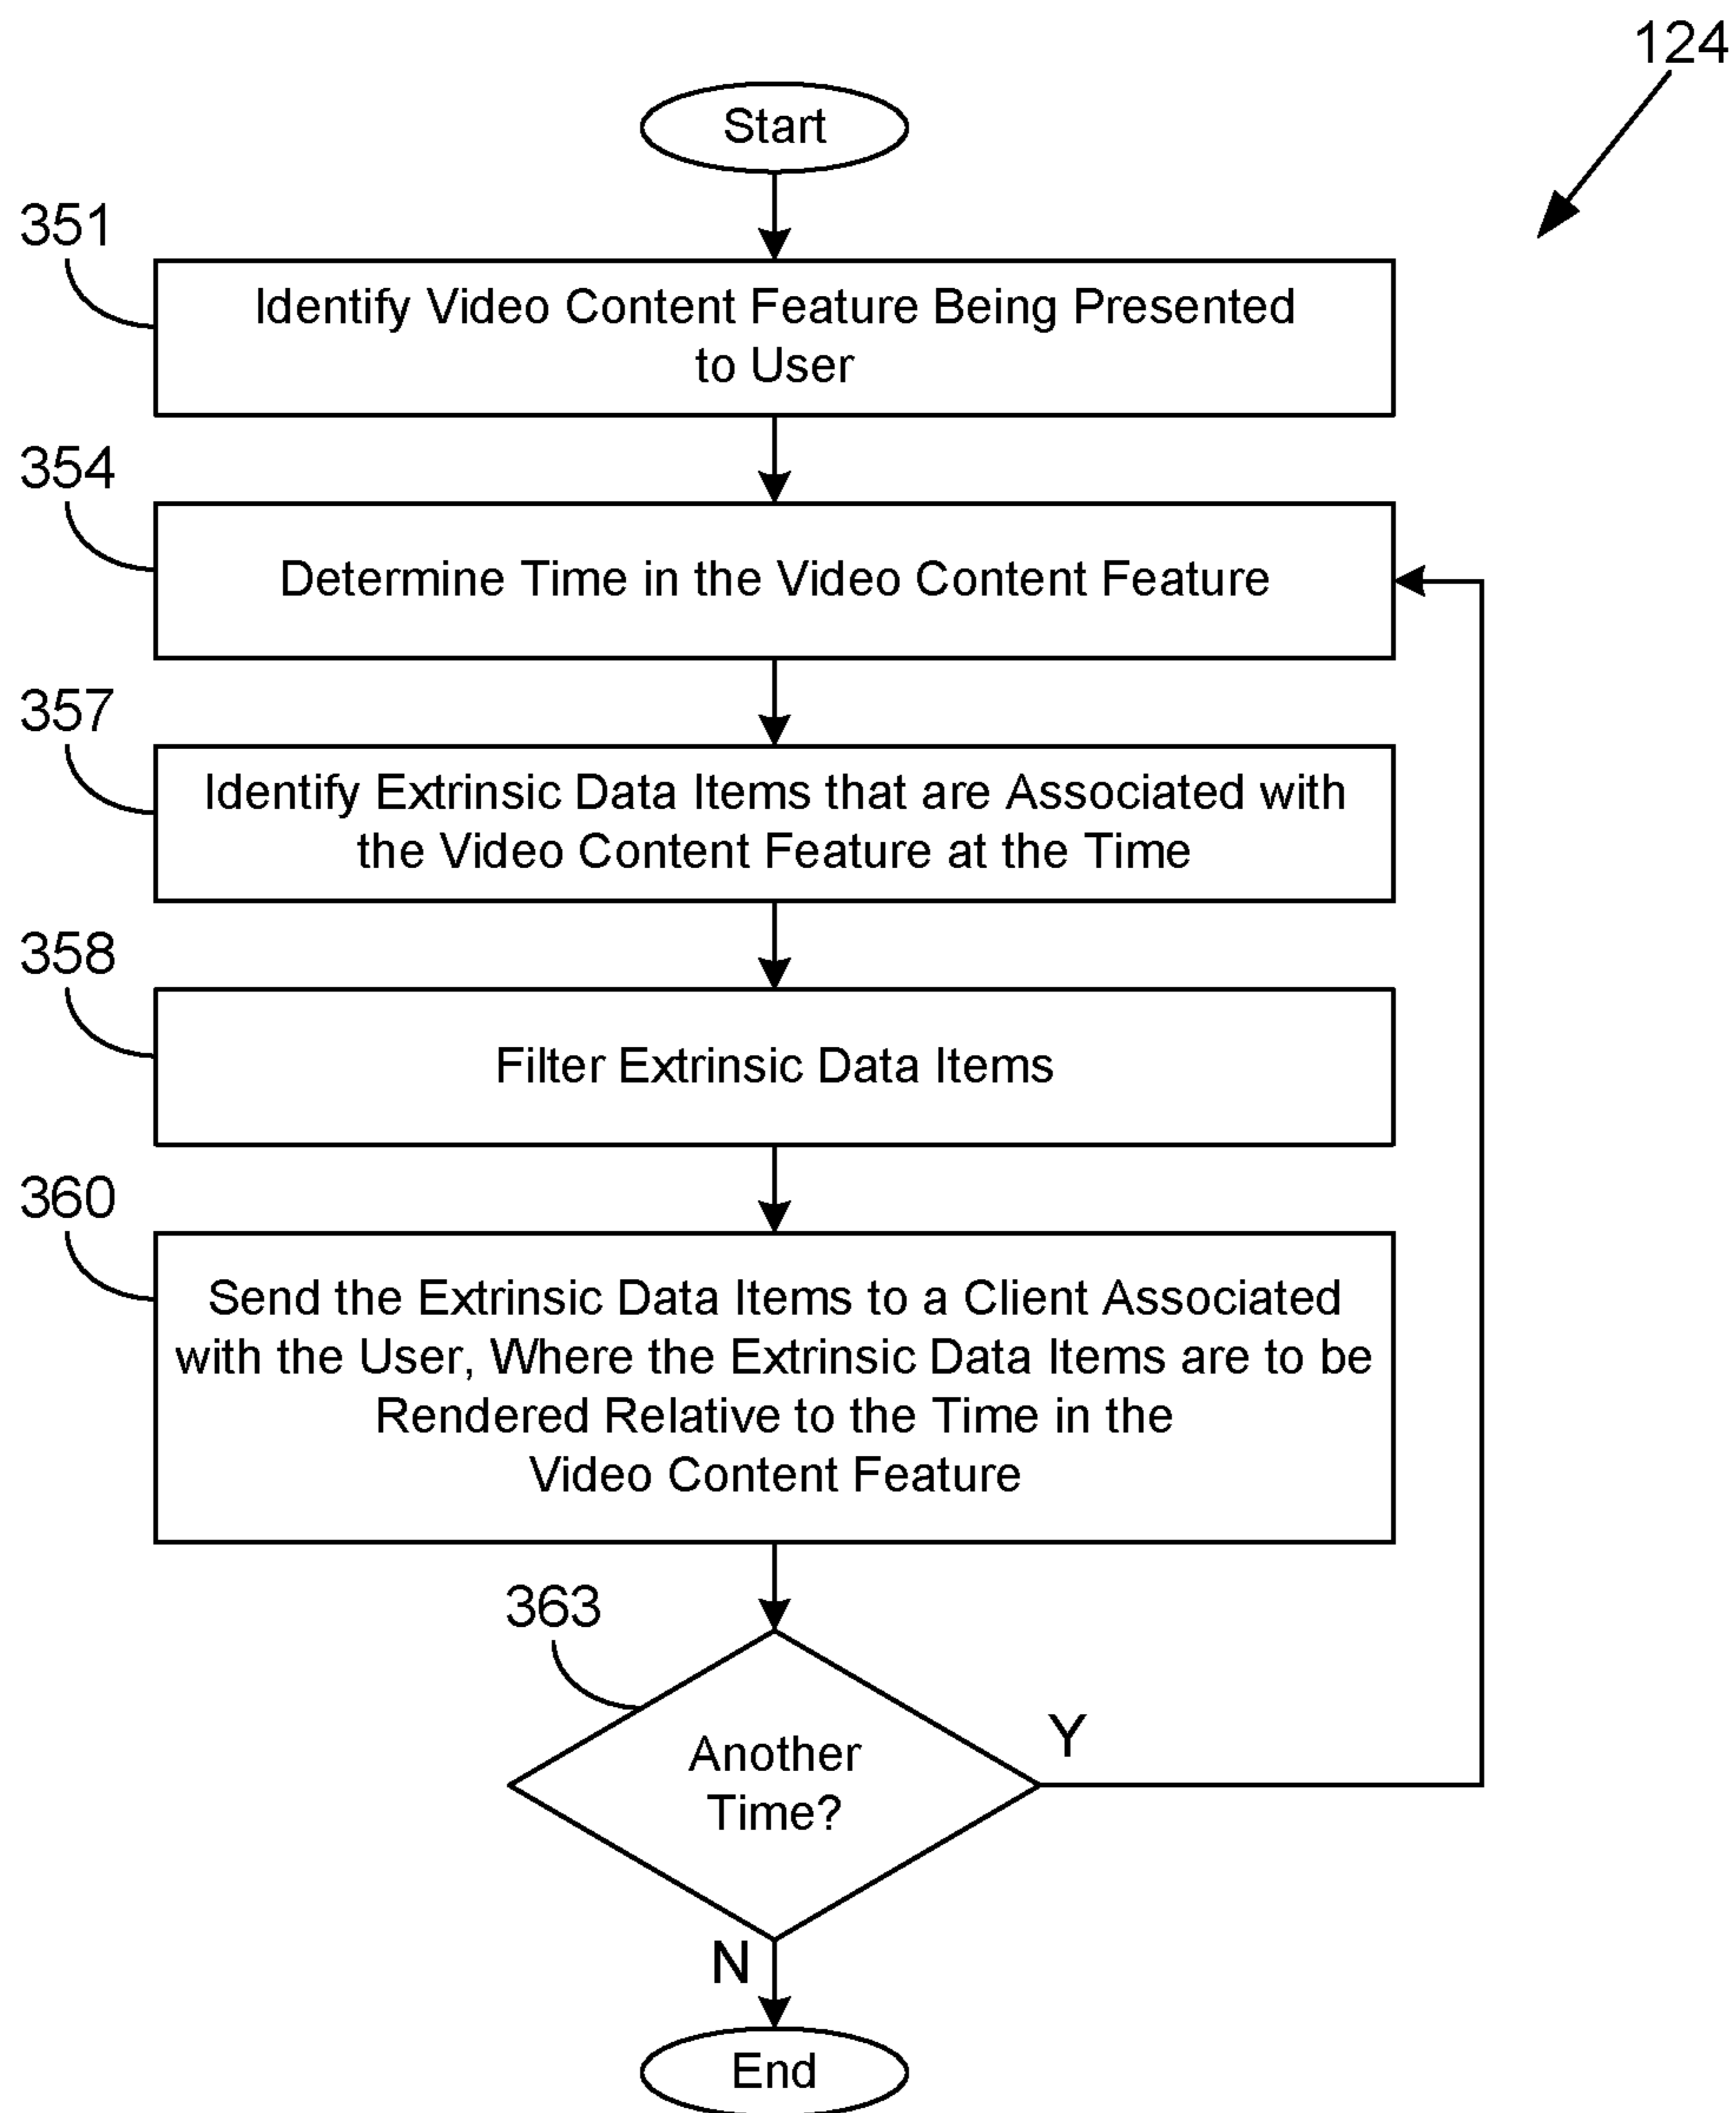 124
Start
351
Identify Video Content Feature Being Presented
to User
354
Determine Time in the Video Content Feature
357
Identify Extrinsic Data Items that are Associated with
the Video Content Feature at the Time
358
Filter Extrinsic Data Items
360
Send the Extrinsic Data Items to a Client Associated
with the User, Where the Extrinsic Data Items are to be
Rendered Relative to the Time in the
Video Content Feature
363
Another
Time?
Y
N
End